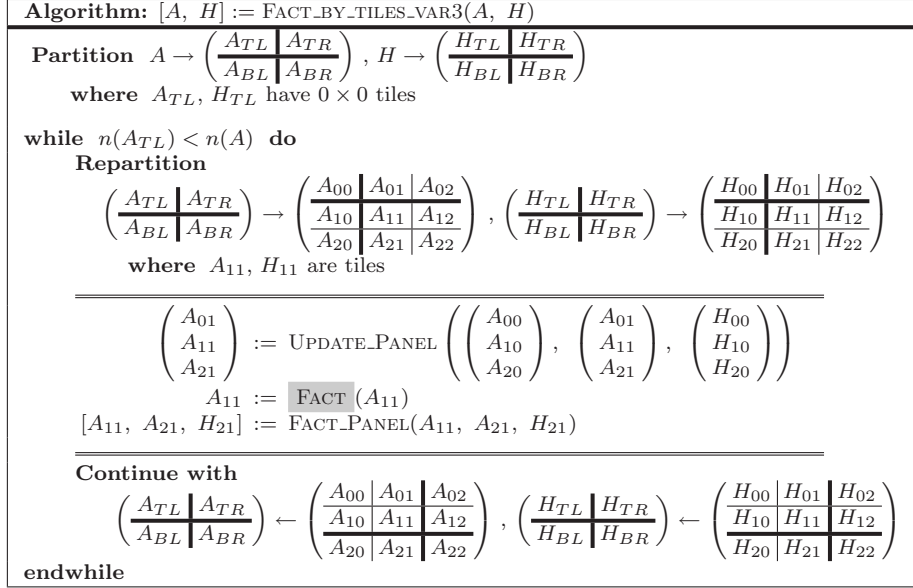 Algorithm: [A, H] := FACT_BY_TILES_VAR3(A, H)
Partition A → ( A_TL | A_TR / A_BL | A_BR ) , H → ( H_TL | H_TR / H_BL | H_BR )
where A_TL, H_TL have 0 × 0 tiles
while n(A_TL) < n(A) do
Repartition
( A_TL | A_TR / A_BL | A_BR ) → ( A_00 | A_01 | A_02 / A_10 | A_11 | A_12 / A_20 | A_21 | A_22 ) , ( H_TL | H_TR / H_BL | H_BR ) → ( H_00 | H_01 | H_02 / H_10 | H_11 | H_12 / H_20 | H_21 | H_22 )
where A_11, H_11 are tiles
( A_01 / A_11 / A_21 ) := UPDATE_PANEL ( ( A_00 / A_10 / A_20 ) , ( A_01 / A_11 / A_21 ) , ( H_00 / H_10 / H_20 ) )
A_11 := FACT (A_11)
[A_11, A_21, H_21] := FACT_PANEL(A_11, A_21, H_21)
Continue with
( A_TL | A_TR / A_BL | A_BR ) ← ( A_00 | A_01 | A_02 / A_10 | A_11 | A_12 / A_20 | A_21 | A_22 ) , ( H_TL | H_TR / H_BL | H_BR ) ← ( H_00 | H_01 | H_02 / H_10 | H_11 | H_12 / H_20 | H_21 | H_22 )
endwhile